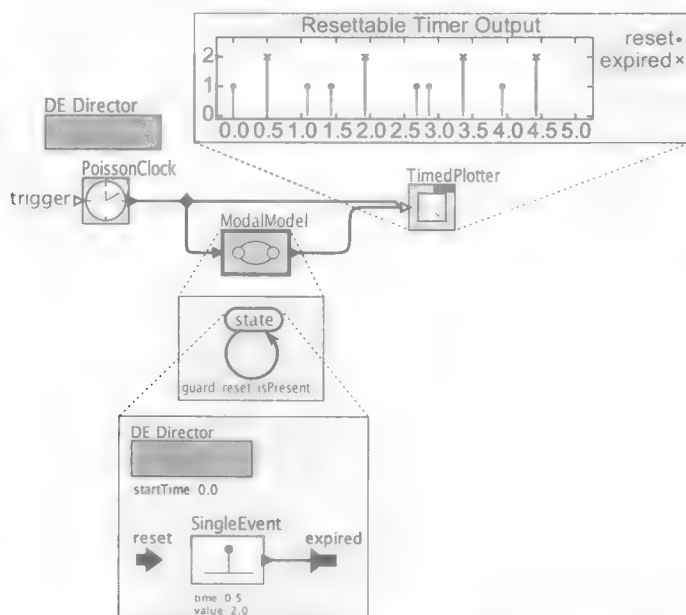 Resettable Timer Output
reset
expired
2
1
0
0.0 0.5 1.0 1.5 2.0 2.5 3.0 3.5 4.0 4.5 5.0
DE Director
PoissonClock
trigger
TimedPlotter
ModalModel
state
guard reset_isPresent
DE Director
startTime 0.0
SingleEvent
reset
expired
time 0.5
value 2.0